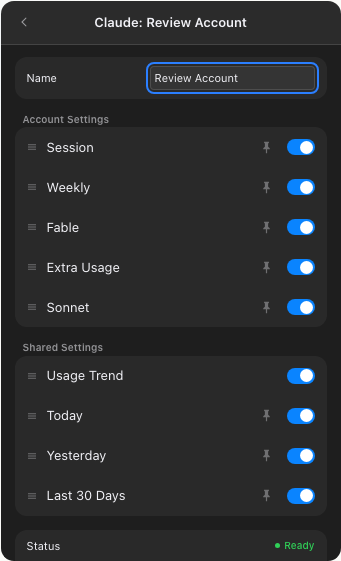 Claude: Review Account
Name
Review Account
Account Settings
Session
Weekly
Fable
Extra Usage
Sonnet
Shared Settings
Usage Trend
Today
Yesterday
Last 30 Days
Status
Ready